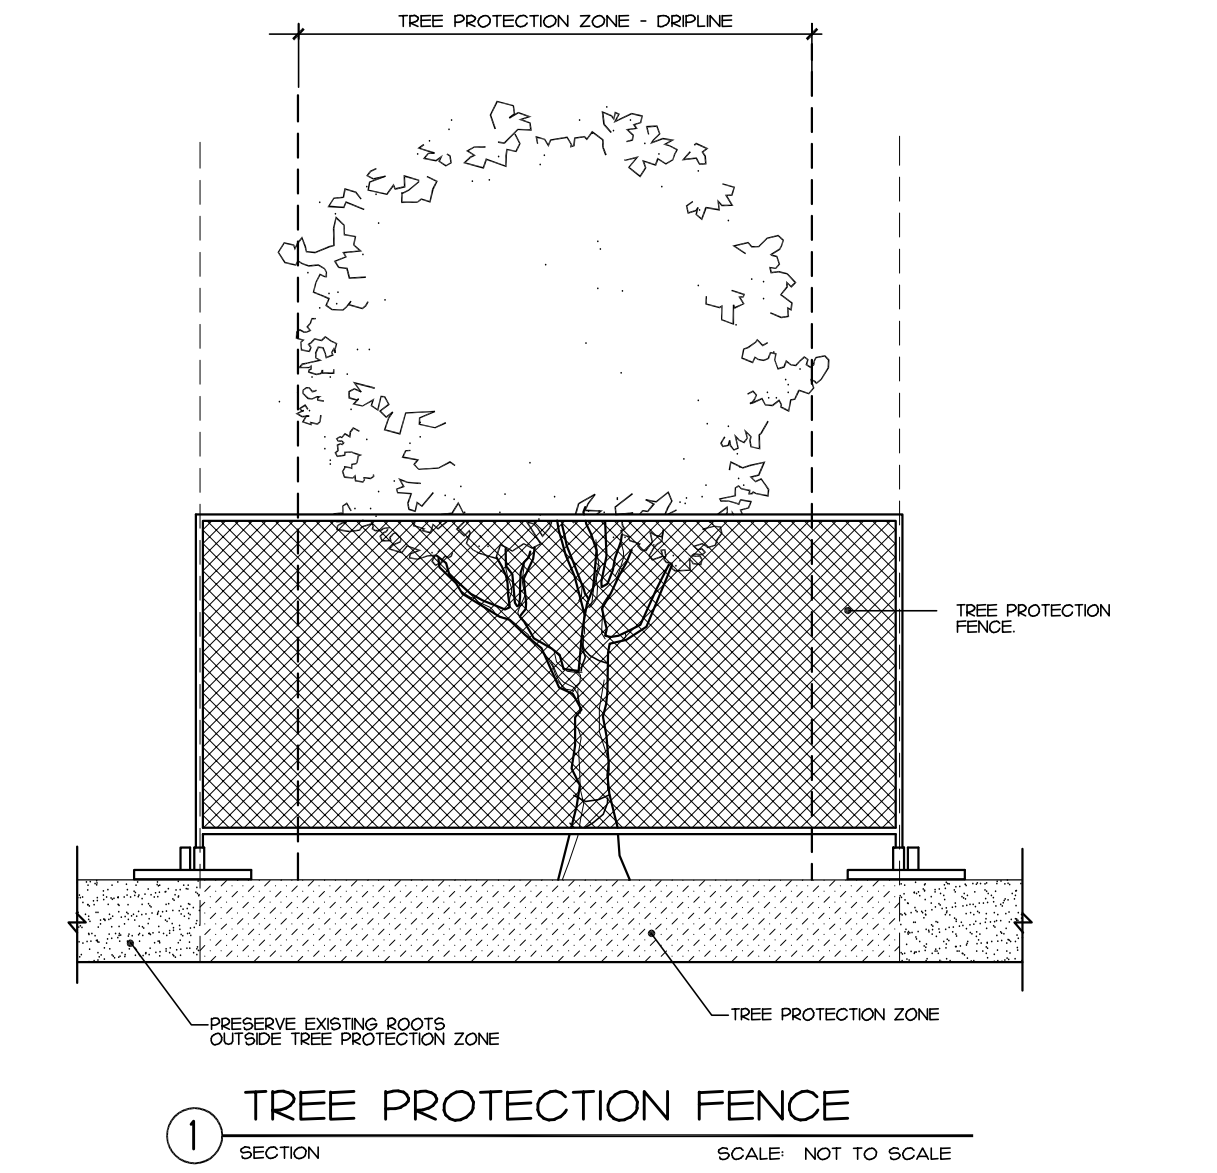 TREE PROTECTION ZONE - DRIPLINE
TREE PROTECTION
FENCE.
TREE PROTECTION ZONE
PRESERVE EXISTING ROOTS
OUTSIDE TREE PROTECTION ZONE
1
TREE PROTECTION FENCE
SECTION
SCALE: NOT TO SCALE